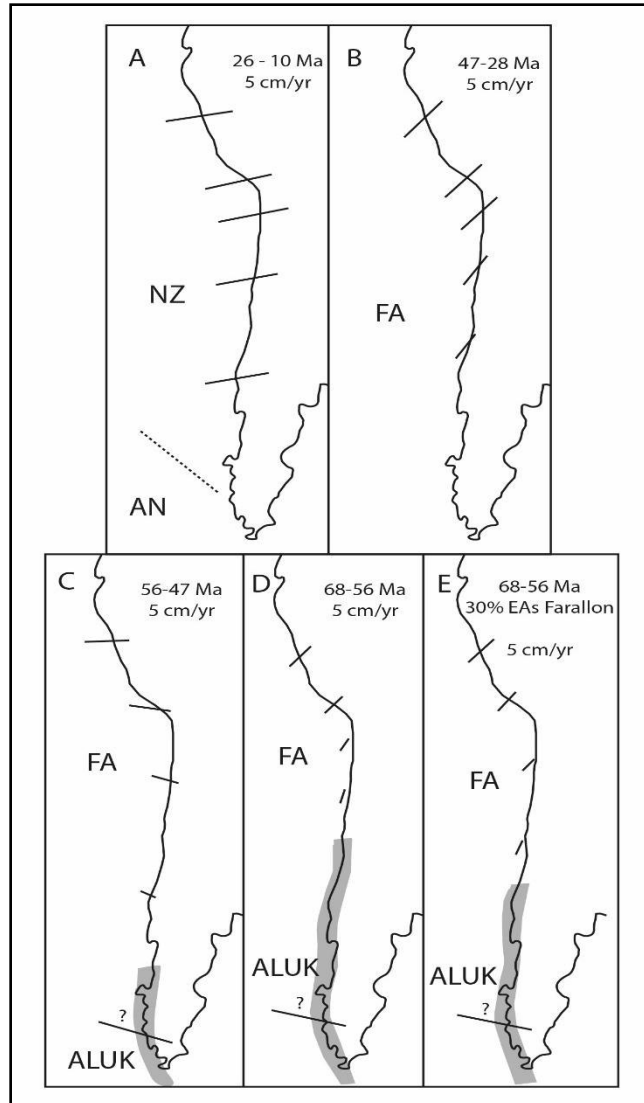 A
26 - 10 Ma
5 cm/yr
NZ
AN
B
47-28 Ma
5 cm/yr
FA
C
56-47 Ma
5 cm/yr
FA
?
ALUK
D
68-56 Ma
5 cm/yr
FA
ALUK
?
E
68-56 Ma
30% EAs Farallon
5 cm/yr
FA
ALUK
?